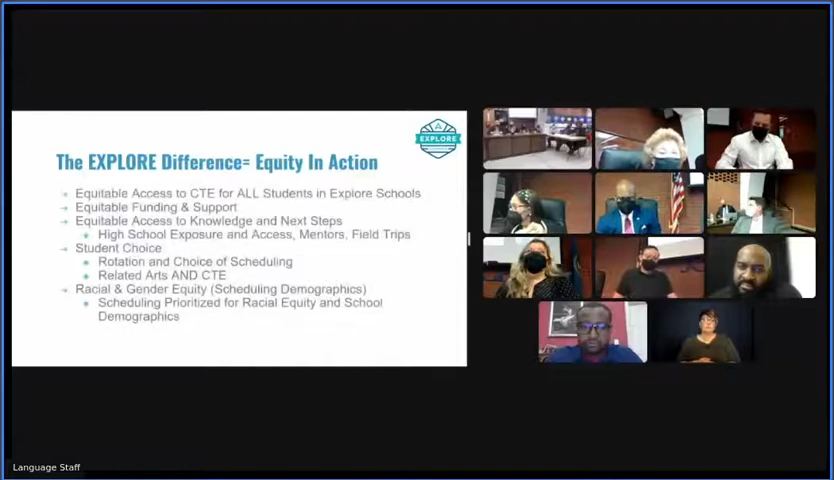 EXPLORE
The EXPLORE Difference= Equity In Action
Equitable Access to CTE for ALL Students in Explore Schools
Equitable Funding & Support
Equitable Access to Knowledge and Next Steps
High School Exposure and Access, Mentors, Field Trips
Student Choice
Rotation and Choice of Scheduling
Related Arts AND CTE
Racial & Gender Equity (Scheduling Demographics)
Scheduling Prioritized for Racial Equity and School
Demographics
Language Staff